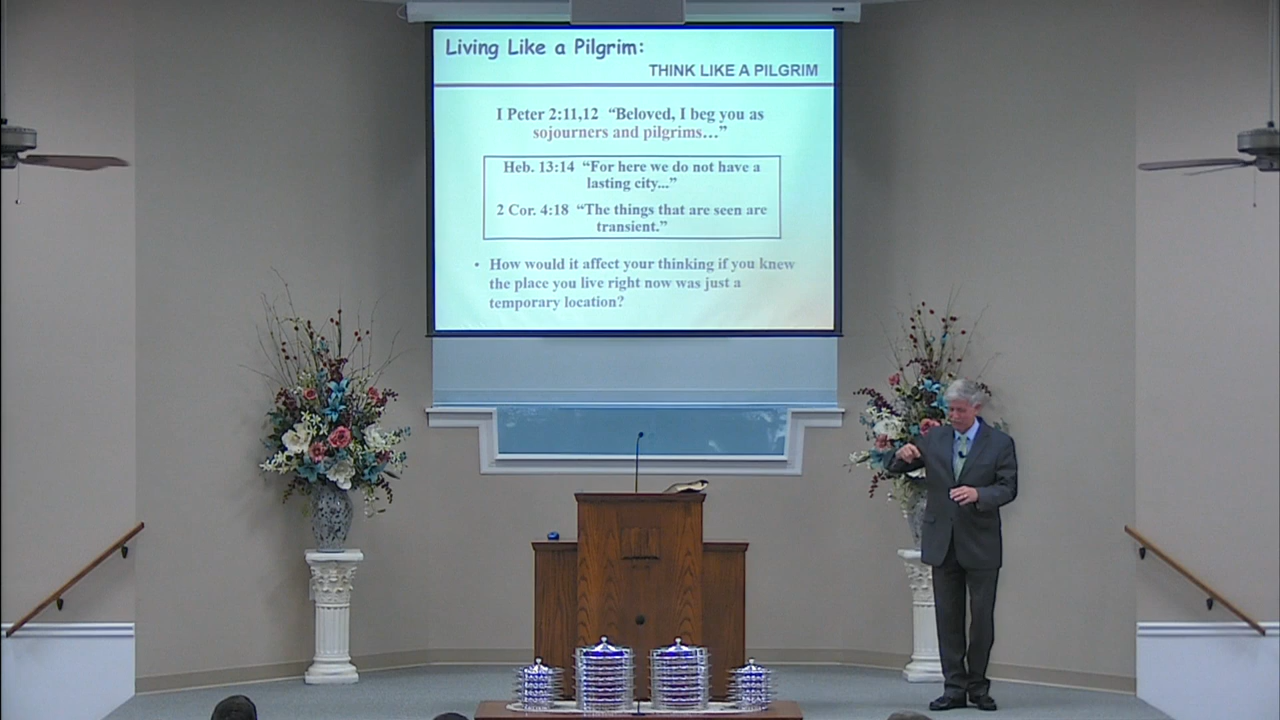 Living Like a Pilgrim:
THINK LIKE A PILGRIM
I Peter 2:11,12 “Beloved, I beg you as
sojourners and pilgrims…”
Heb. 13:14 “For here we do not have a
lasting city...”
2 Cor. 4:18 “The things that are seen are
transient.”
• How would it affect your thinking if you knew
the place you live right now was just a
temporary location?